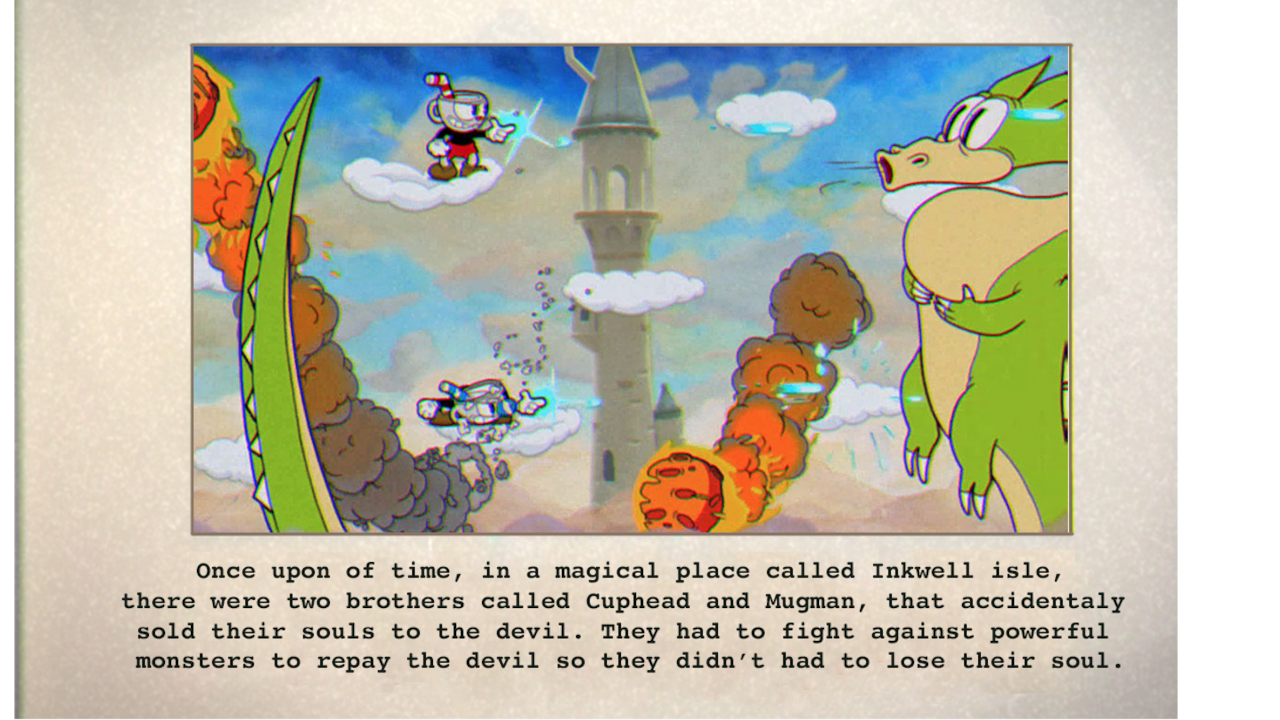 Once upon of time, in a magical place called Inkwell isle,
there were two brothers called Cuphead and Mugman, that accidentaly
sold their souls to the devil. They had to fight against powerful
monsters to repay the devil so they didn’t had to lose their soul.